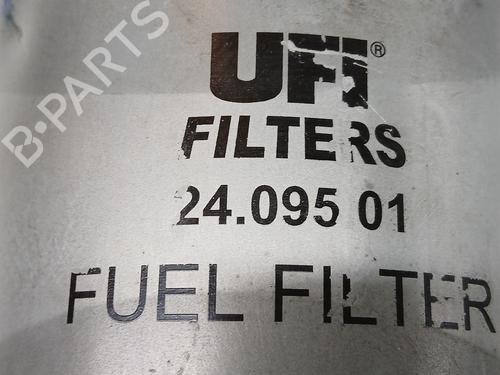 B-PARTS
UFI®
FILTERS
24.095 01
FUEL FILTER